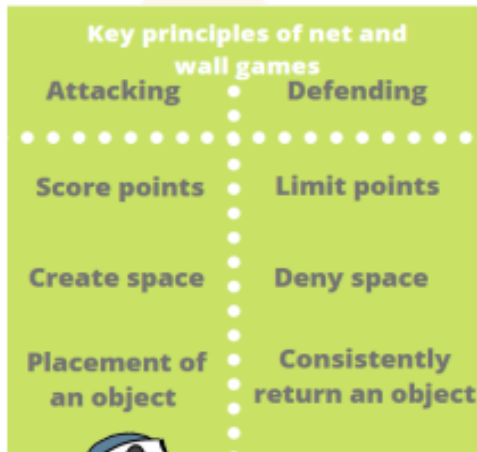 Key principles of net and
wall games
Attacking Defending
Score points Limit points
Create space Deny space
Placement of
an object
Consistently
return an object